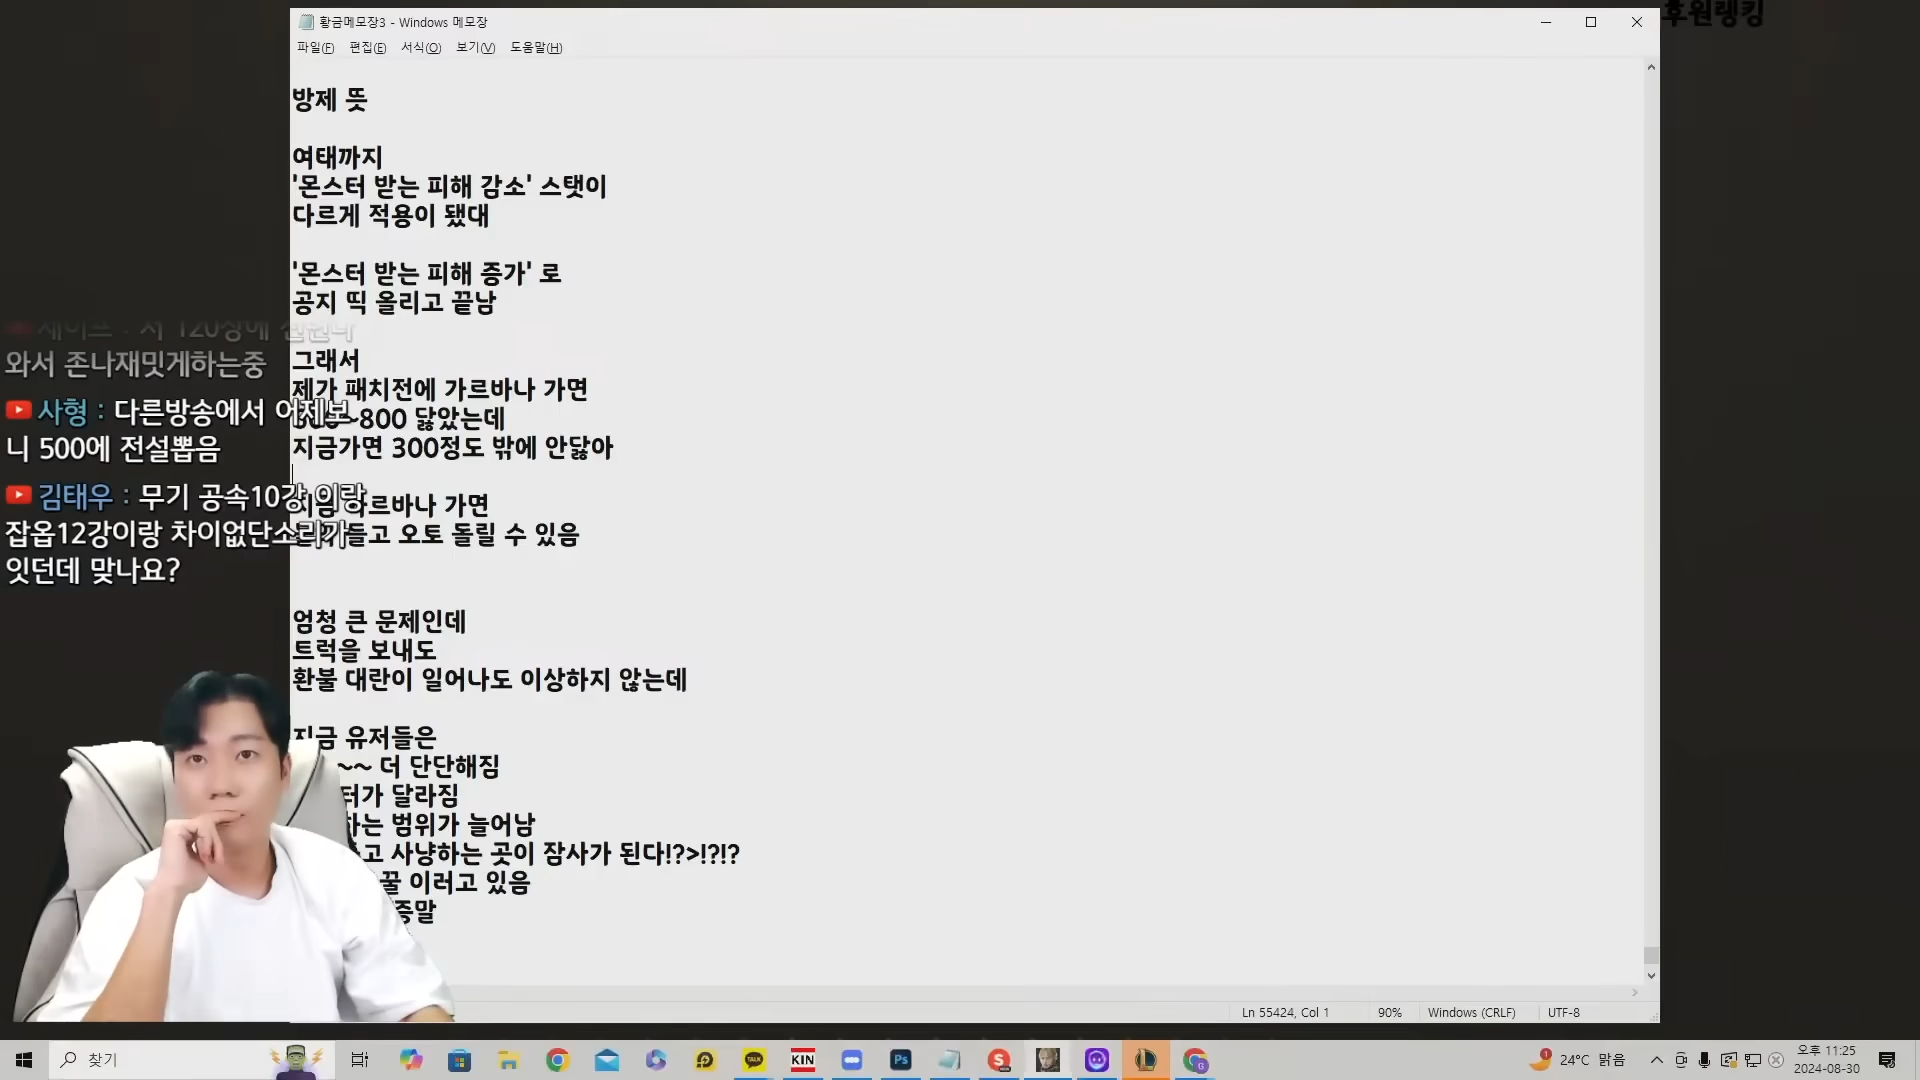 황금메모장3 - Windows 메모장
후원랭킹
파일(F) 편집(E) 서식(O) 보기(V) 도움말(H)
방제 뜻
여태까지
'몬스터 받는 피해 감소' 스탯이
다르게 적용이 됐대
'몬스터 받는 피해 증가' 로
공지 띡 올리고 끝남
그래서
제가 패치전에 가르바나 가면
~800 닳았는데
지금가면 300정도 밖에 안닳아
가르바나 가면
들고 오토 돌릴 수 있음
엄청 큰 문제인데
트럭을 보내도
환불 대란이 일어나도 이상하지 않는데
지금 유저들은
~~ 더 단단해짐
달라짐
범위가 늘어남
사냥하는 곳이 잠사가 된다!?>!?!?
이러고 있음
와서 존나재밋게하는중
사형 : 다른방송에서 어제보
니 500에 전설뽑음
김태우 : 무기 공속10강 이랑
잡옵12강이랑 차이없단소리가
잇던데 맞나요?
Ln 55424, Col 1 90% Windows (CRLF) UTF-8
찾기
TALK
KIN
Ps
1
24°C 맑음
오후 11:25
2024-08-30